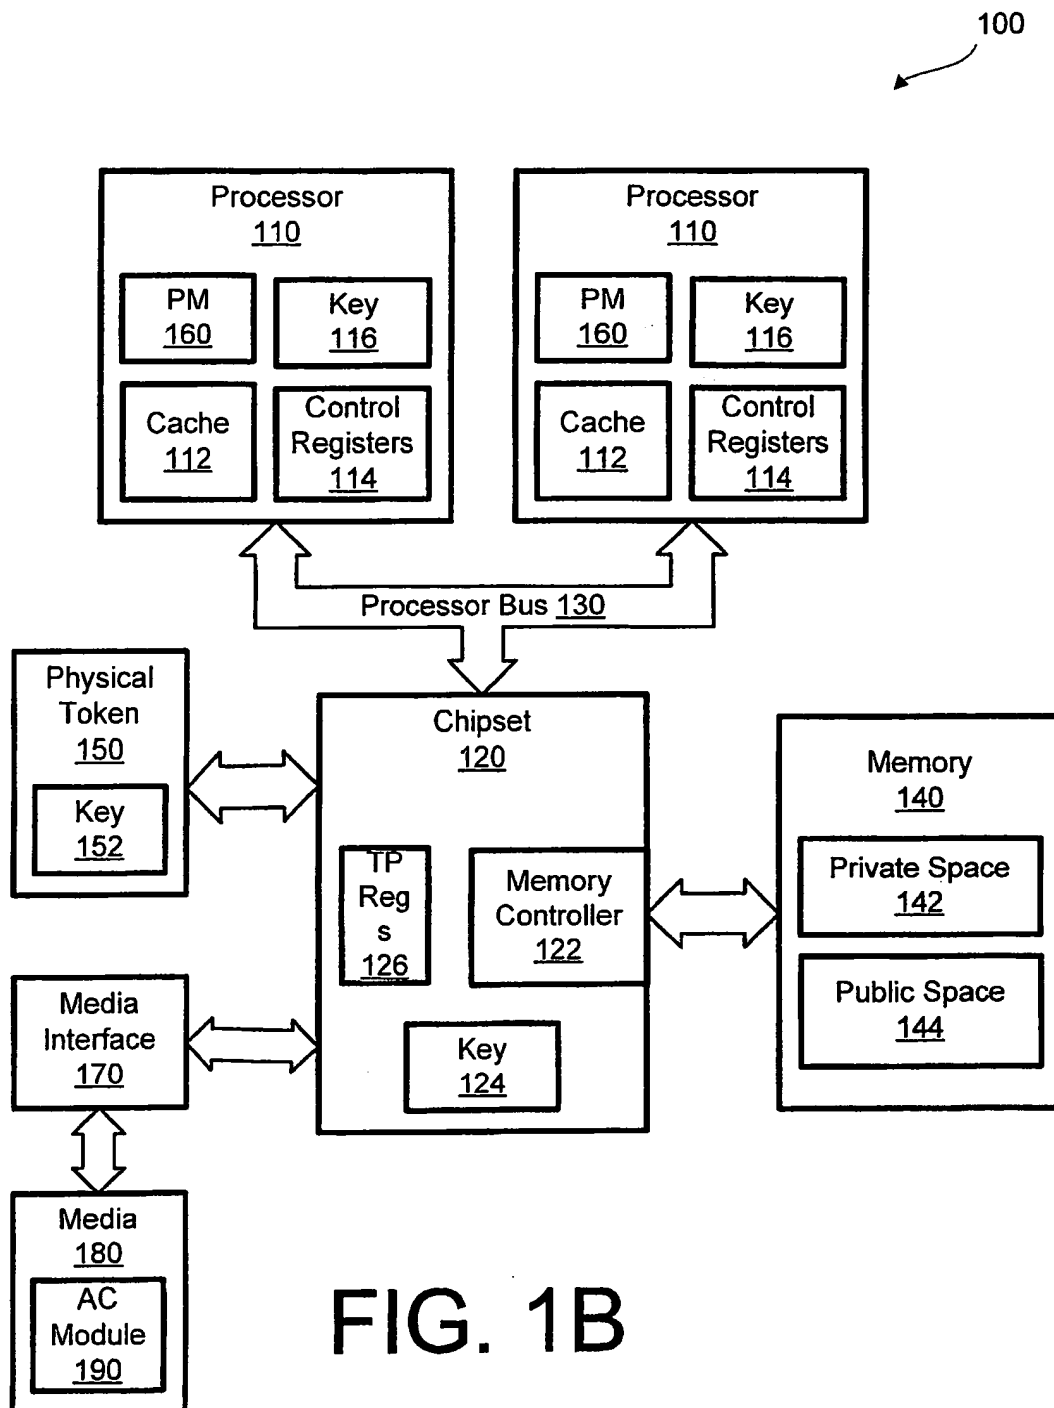 100
Processor
110
PM
160
Key
116
Cache
112
Control
Registers
114
Processor
110
PM
160
Key
116
Cache
112
Control
Registers
114
Processor Bus 130
Physical
Token
150
Key
152
Chipset
120
TP
Reg
s
126
Memory
Controller
122
Key
124
Memory
140
Private Space
142
Public Space
144
Media
Interface
170
Media
180
AC
Module
190
FIG. 1B